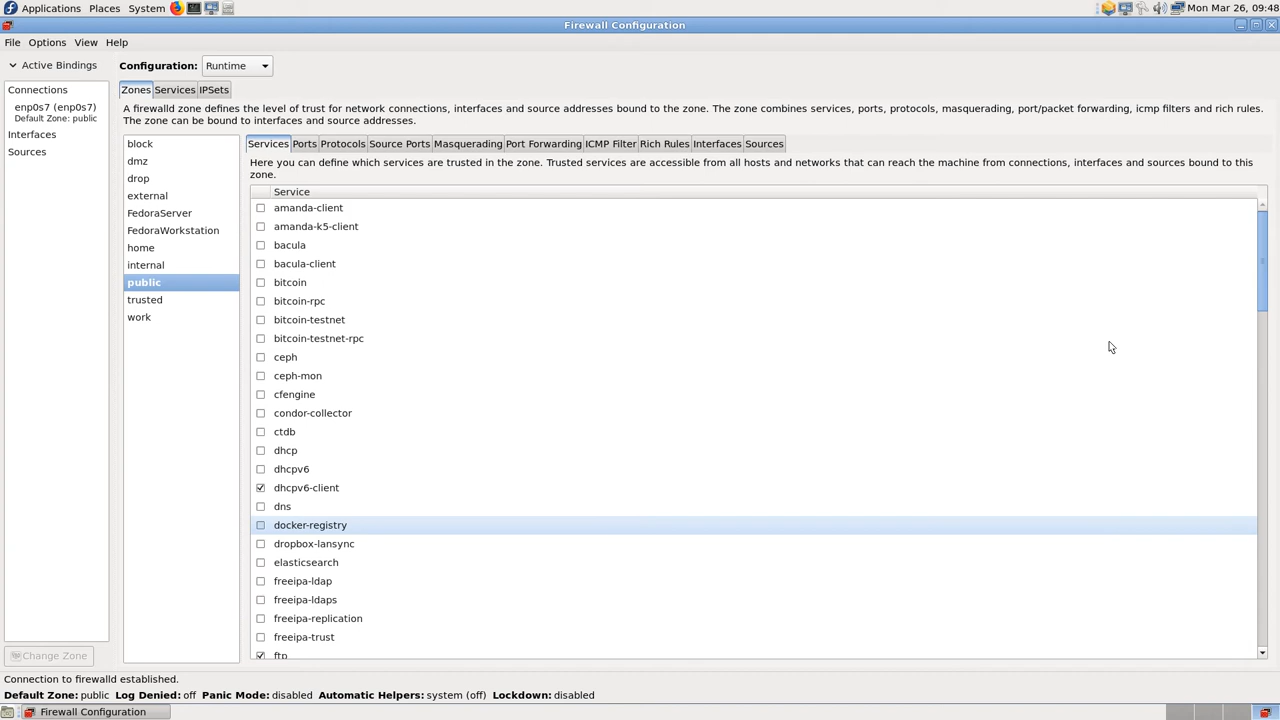 Applications Places System Mon Mar 26, 09:48
Firewall Configuration
File Options View Help
Active Bindings
Configuration: Runtime
Connections
enp0s7 (enp0s7)
Default Zone: public
Interfaces
Sources
Zones Services IPSets
A firewalld zone defines the level of trust for network connections, interfaces and source addresses bound to the zone. The zone combines services, ports, protocols, masquerading, port/packet forwarding, icmp filters and rich rules.
The zone can be bound to interfaces and source addresses.
block
dmz
drop
external
FedoraServer
FedoraWorkstation
home
internal
public
trusted
work
Services Ports Protocols Source Ports Masquerading Port Forwarding ICMP Filter Rich Rules Interfaces Sources
Here you can define which services are trusted in the zone. Trusted services are accessible from all hosts and networks that can reach the machine from connections, interfaces and sources bound to this
zone.
Service
amanda-client
amanda-k5-client
bacula
bacula-client
bitcoin
bitcoin-rpc
bitcoin-testnet
bitcoin-testnet-rpc
ceph
ceph-mon
cfengine
condor-collector
ctdb
dhcp
dhcpv6
dhcpv6-client
dns
docker-registry
dropbox-lansync
elasticsearch
freeipa-ldap
freeipa-ldaps
freeipa-replication
freeipa-trust
ftp
Change Zone
Connection to firewalld established.
Default Zone: public Log Denied: off Panic Mode: disabled Automatic Helpers: system (off) Lockdown: disabled
Firewall Configuration